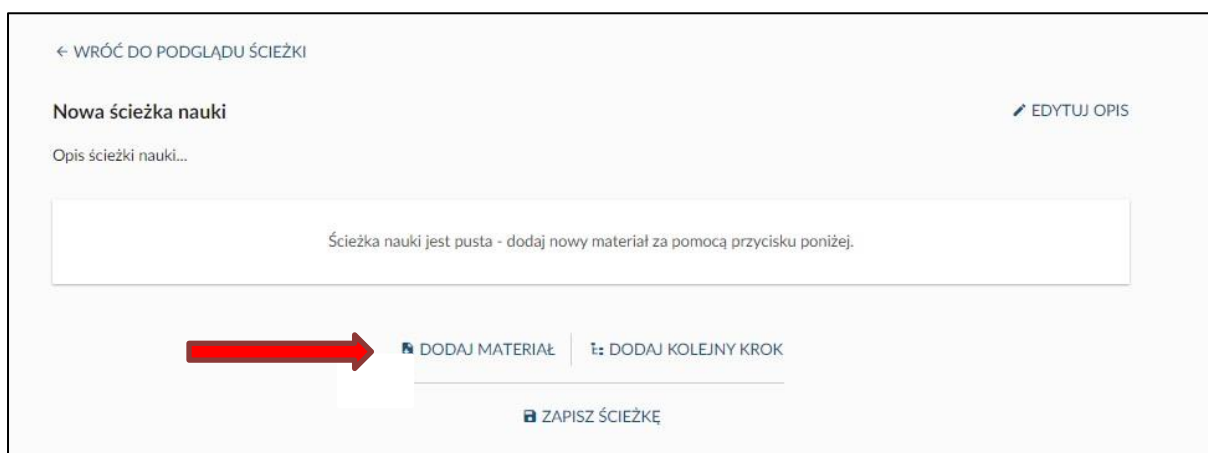 ← WRÓĆ DO PODGLĄDU ŚCIEŻKI
Nowa ścieżka nauki
EDYTUJ OPIS
Opis ścieżki nauki...
Ścieżka nauki jest pusta - dodaj nowy materiał za pomocą przycisku poniżej.
DODAJ MATERIAŁ
DODAJ KOLEJNY KROK
ZAPISZ ŚCIEŻKĘ